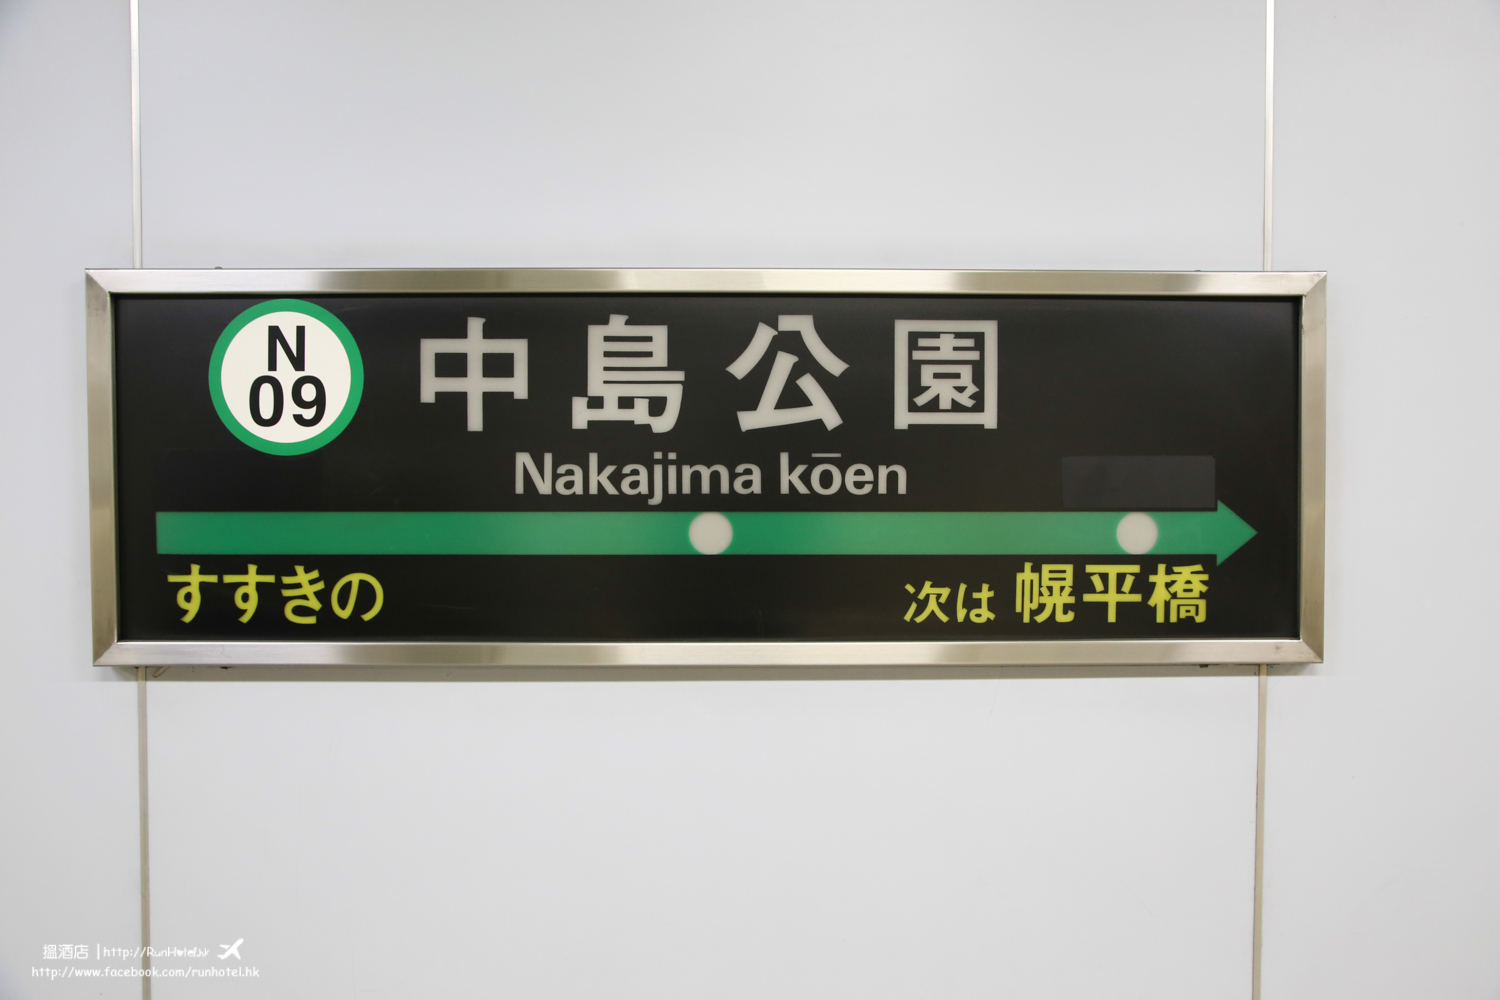 N
09
中島公園
Nakajima kōen
すすきの
次は 幌平橋
搵酒店 | http://RunHotel.hk
http://www.facebook.com/runhotel.hk